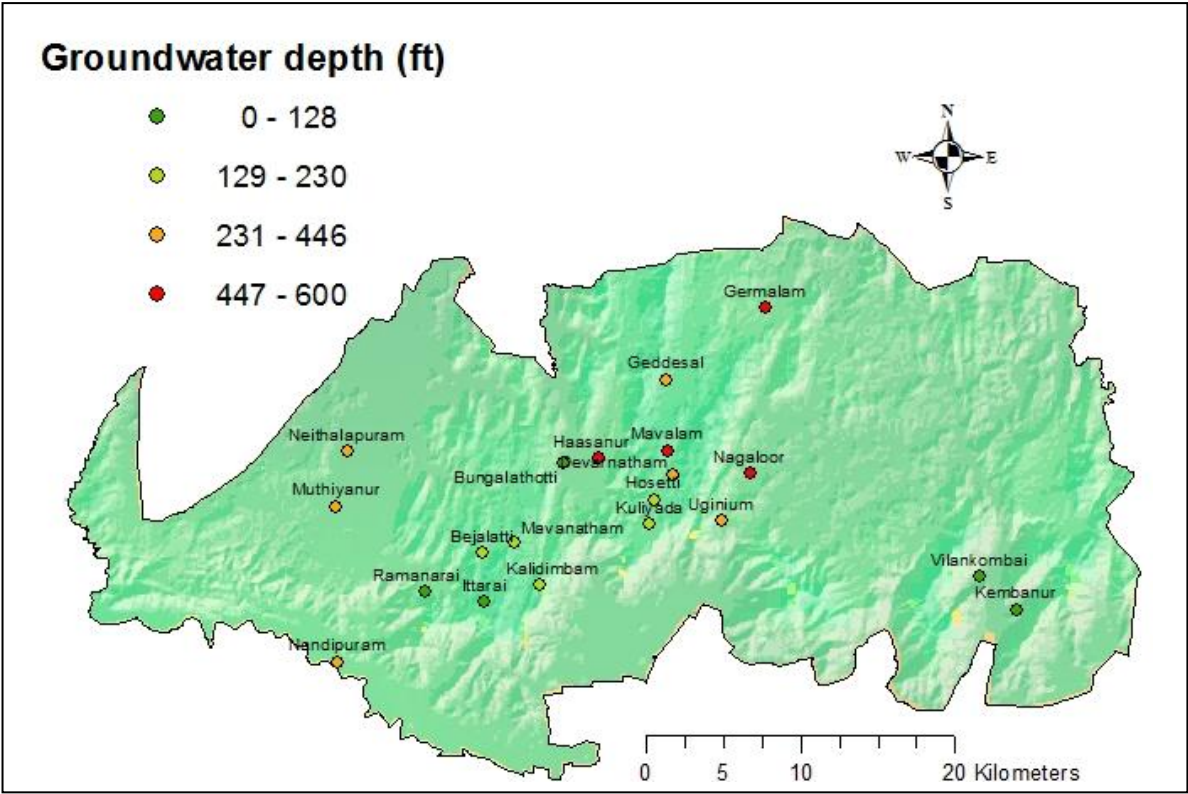 Groundwater depth (ft)
0 - 128
129 - 230
231 - 446
447 - 600
N
W E
S
Germalam
Geddesal
Neithalapuram
Haasanur
Mavalam
Devarnatham
Nagaloor
Bungalathotti
Hosetti
Muthiyanur
Kuliyada
Uginium
Bejalatti
Mavanatham
Vilankombai
Ramanarai
Ittarai
Kalidimbam
Kembanur
Nandipuram
0 5 10 20 Kilometers